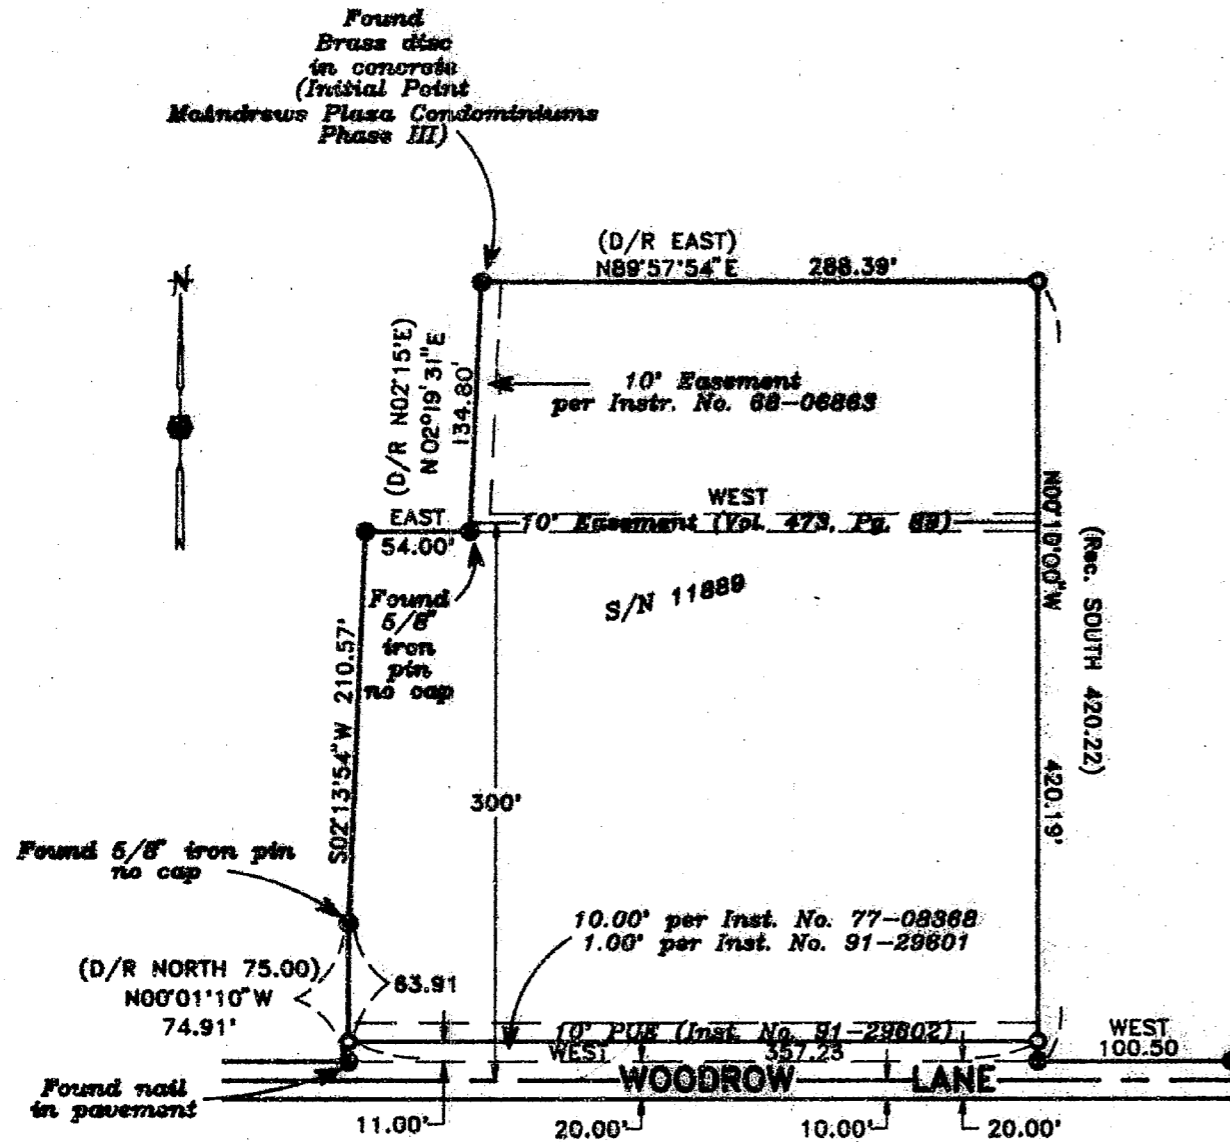 Found
Brass disc
in concrete
(Initial Point
McAndrews Plaza Condominiums
Phase III)
(D/R EAST)
N89°57'54"E 288.39'
N
(D/R N02°15'E)
N02°19'31"E
134.80'
10' Easement
per Instr. No. 68-06863
WEST
10' Easement (Vol. 473, Pg. 89)
EAST
54.00'
Found
5/8"
iron
pin
no cap
S/N 11889
N00°10'00"W
420.19'
(Rec. SOUTH 420.22)
S02°13'54"W 210.57'
300'
Found 5/8" iron pin
no cap
10.00' per Inst. No. 77-08368
1.00' per Inst. No. 91-29601
(D/R NORTH 75.00)
N00°01'10"W
74.91'
63.91
10' PUE (Inst. No. 91-29602)
WEST 357.23
WEST
100.50
WOODROW LANE
Found nail
in pavement
11.00'
20.00'
10.00'
20.00'